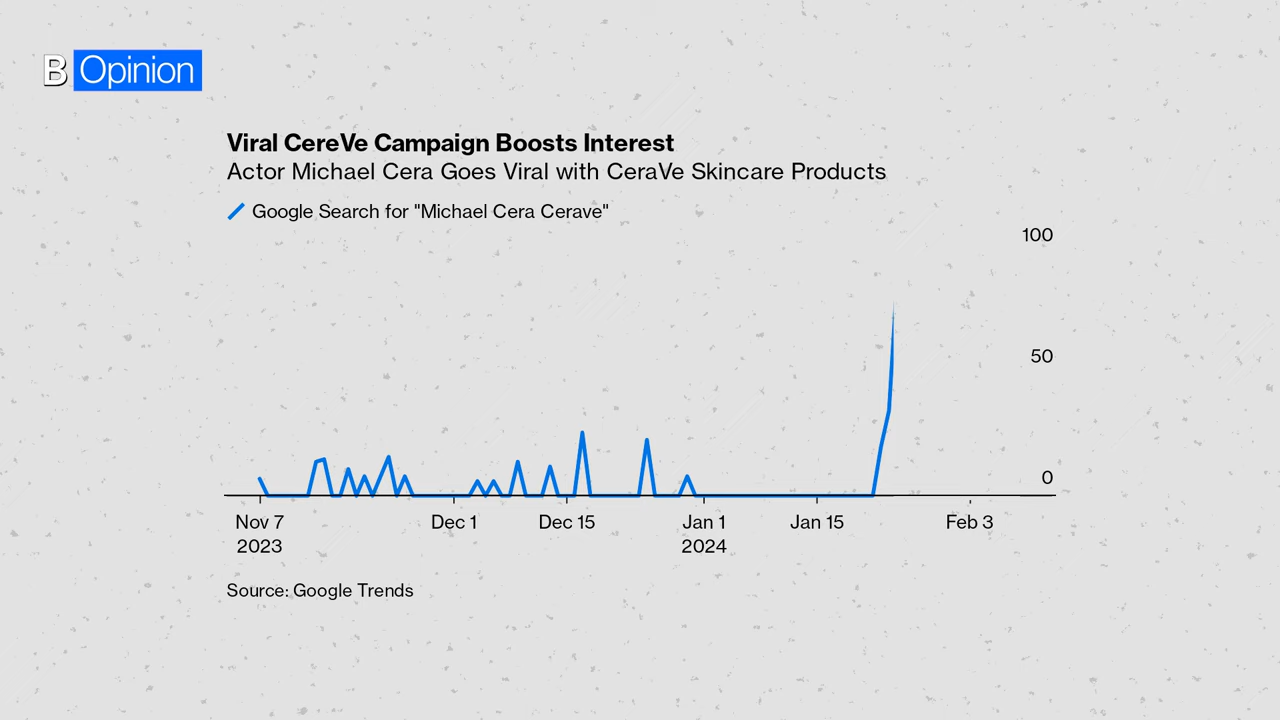 B Opinion
Viral CereVe Campaign Boosts Interest
Actor Michael Cera Goes Viral with CeraVe Skincare Products
Google Search for "Michael Cera Cerave"
100
50
0
Nov 7 Dec 1 Dec 15 Jan 1 Jan 15 Feb 3
2023 2024
Source: Google Trends